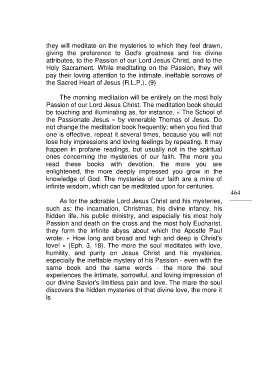 they will meditate on the mysteries to which they feel drawn,
giving the preference to God's greatness and his divine
attributes, to the Passion of our Lord Jesus Christ, and to the
Holy Sacrament. While meditating on the Passion, they will
pay their loving attention to the intimate, ineffable sorrows of
the Sacred Heart of Jesus (R.L.P.). (9)
The morning meditation will be entirely on the most holy
Passion of our Lord Jesus Christ. The meditation book should
be touching and illuminating as, for instance, « The School of
the Passionate Jesus » by venerable Thomas of Jesus. Do
not change the meditation book frequently; when you find that
one is effective, repeat it several times, because you will not
lose holy impressions and loving feelings by repeating. It may
happen in profane readings, but usually not in the spiritual
ones concerning the mysteries of our faith. The more you
read these books with devotion, the more you are
enlightened, the more deeply impressed you grow in the
knowledge of God. The mysteries of our faith are a mine of
infinite wisdom, which can be meditated upon for centuries.
464
As for the adorable Lord Jesus Christ and his mysteries,
such as: the incarnation, Christmas, his divine infancy, his
hidden life, his public ministry, and especially his most holy
Passion and death on the cross and the most holy Eucharist,
they form the infinite abyss about which the Apostle Paul
wrote: « How long and broad and high and deep is Christ's
love! » (Eph. 3, 18). The more the soul meditates with love,
humility, and purity on Jesus Christ and his mysteries,
especially the ineffable mystery of his Passion - even with the
same book and the same words - the more the soul
experiences the intimate, sorrowful, and loving impression of
our divine Savior's limitless pain and love. The mare the soul
discovers the hidden mysteries of that divine love, the more it
is